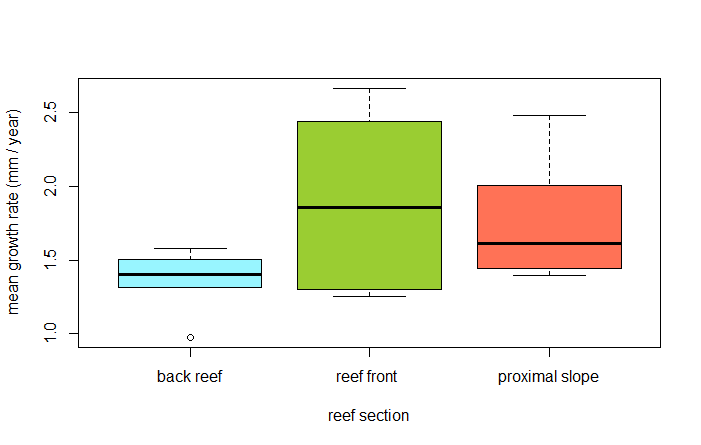 mean growth rate (mm / year)
2.5
2.0
1.5
1.0
back reef
reef front
proximal slope
reef section